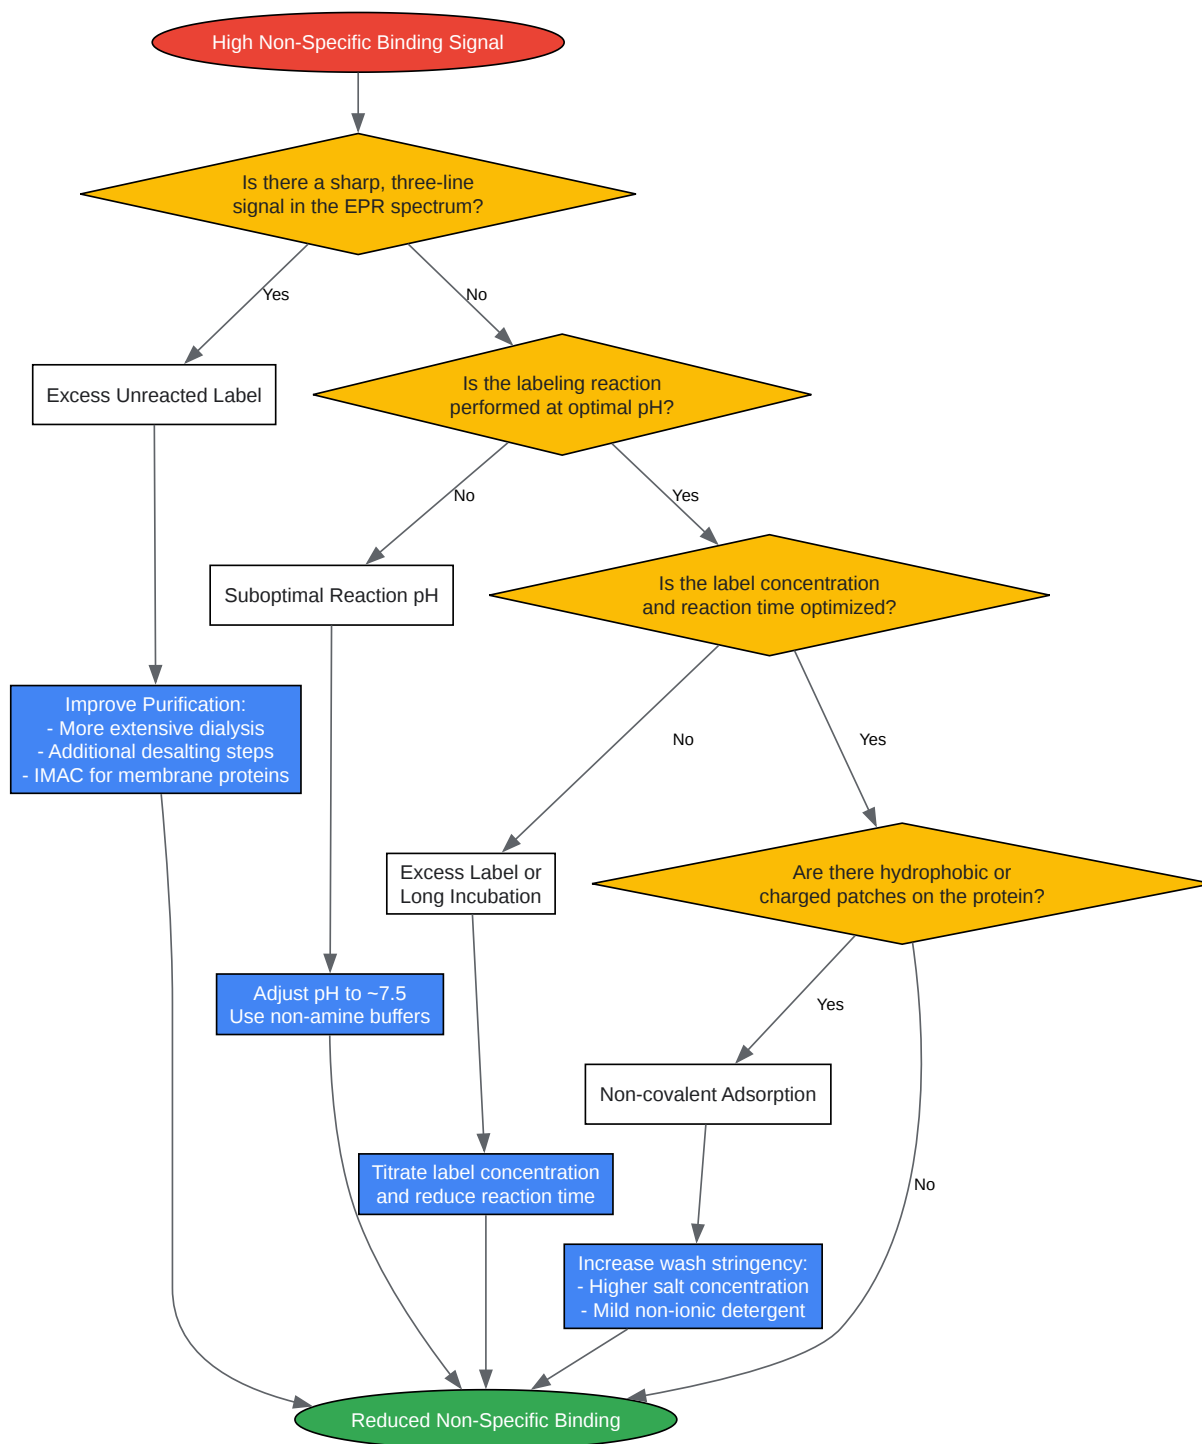 High Non-Specific Binding Signal
Is there a sharp, three-line
signal in the EPR spectrum?
Yes
No
Excess Unreacted Label
Is the labeling reaction
performed at optimal pH?
No
Yes
Suboptimal Reaction pH
Is the label concentration
and reaction time optimized?
Improve Purification:
- More extensive dialysis
- Additional desalting steps
- IMAC for membrane proteins
No
Yes
Excess Label or
Long Incubation
Are there hydrophobic or
charged patches on the protein?
Adjust pH to ~7.5
Use non-amine buffers
Yes
Non-covalent Adsorption
Titrate label concentration
and reduce reaction time
No
Increase wash stringency:
- Higher salt concentration
- Mild non-ionic detergent
Reduced Non-Specific Binding